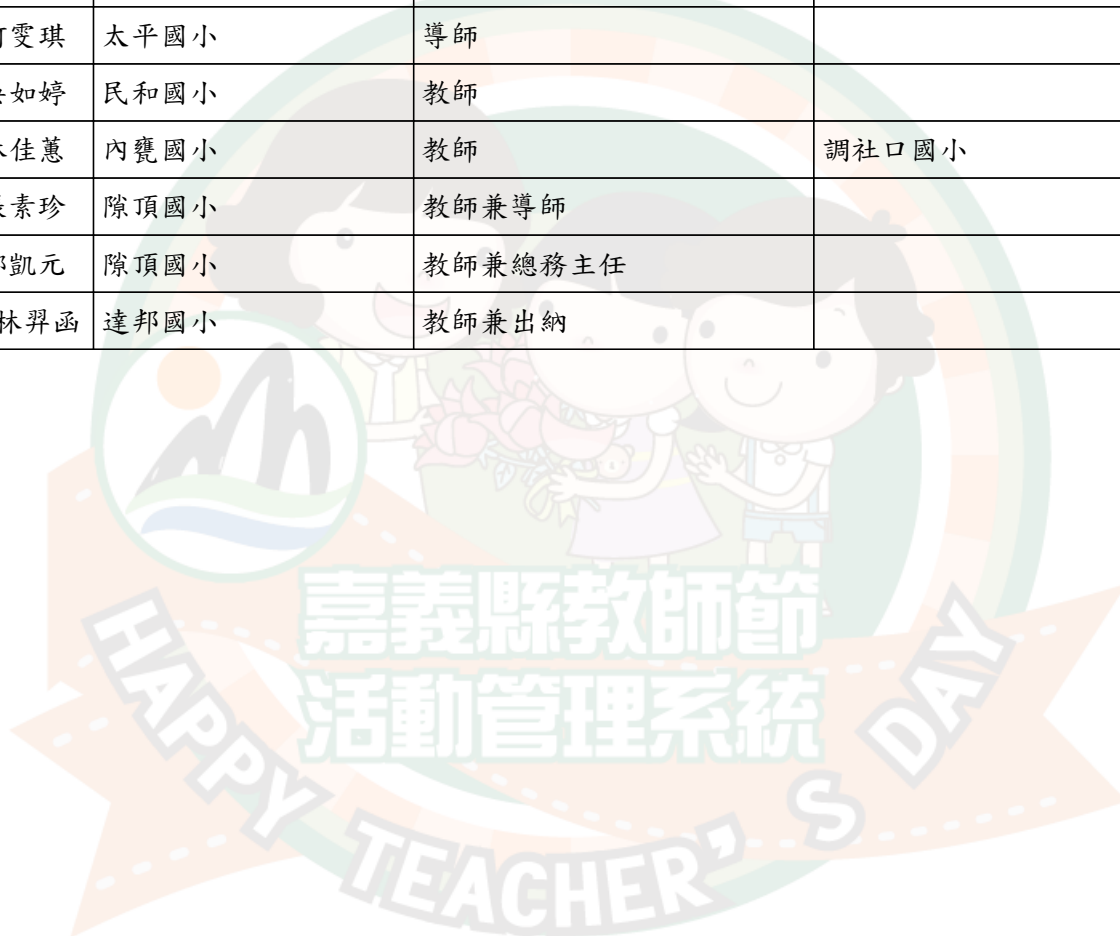 雯琪 太平國小 導師
如婷 民和國小 教師
佳蕙 內甕國小 教師 調社口國小
素珍 隙頂國小 教師兼導師
凱元 隙頂國小 教師兼總務主任
林羿函 達邦國小 教師兼出納
嘉義縣教師節
活動管理系統
HAPPY TEACHER'S DAY